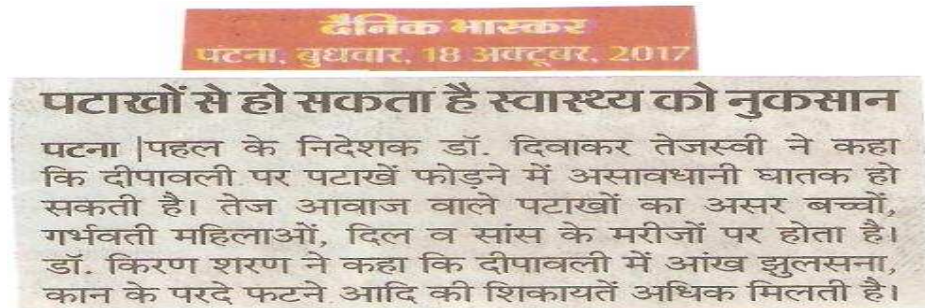 दैनिक भास्कर
पटना, बुधवार, 18 अक्टूबर, 2017
पटाखों से हो सकता है स्वास्थ्य को नुकसान
पटना |पहल के निदेशक डॉ. दिवाकर तेजस्वी ने कहा
कि दीपावली पर पटाखें फोड़ने में असावधानी घातक हो
सकती है। तेज आवाज वाले पटाखों का असर बच्चों,
गर्भवती महिलाओं, दिल व सांस के मरीजों पर होता है।
डॉ. किरण शरण ने कहा कि दीपावली में आंख झुलसना,
कान के परदे फटने आदि की शिकायतें अधिक मिलती है।